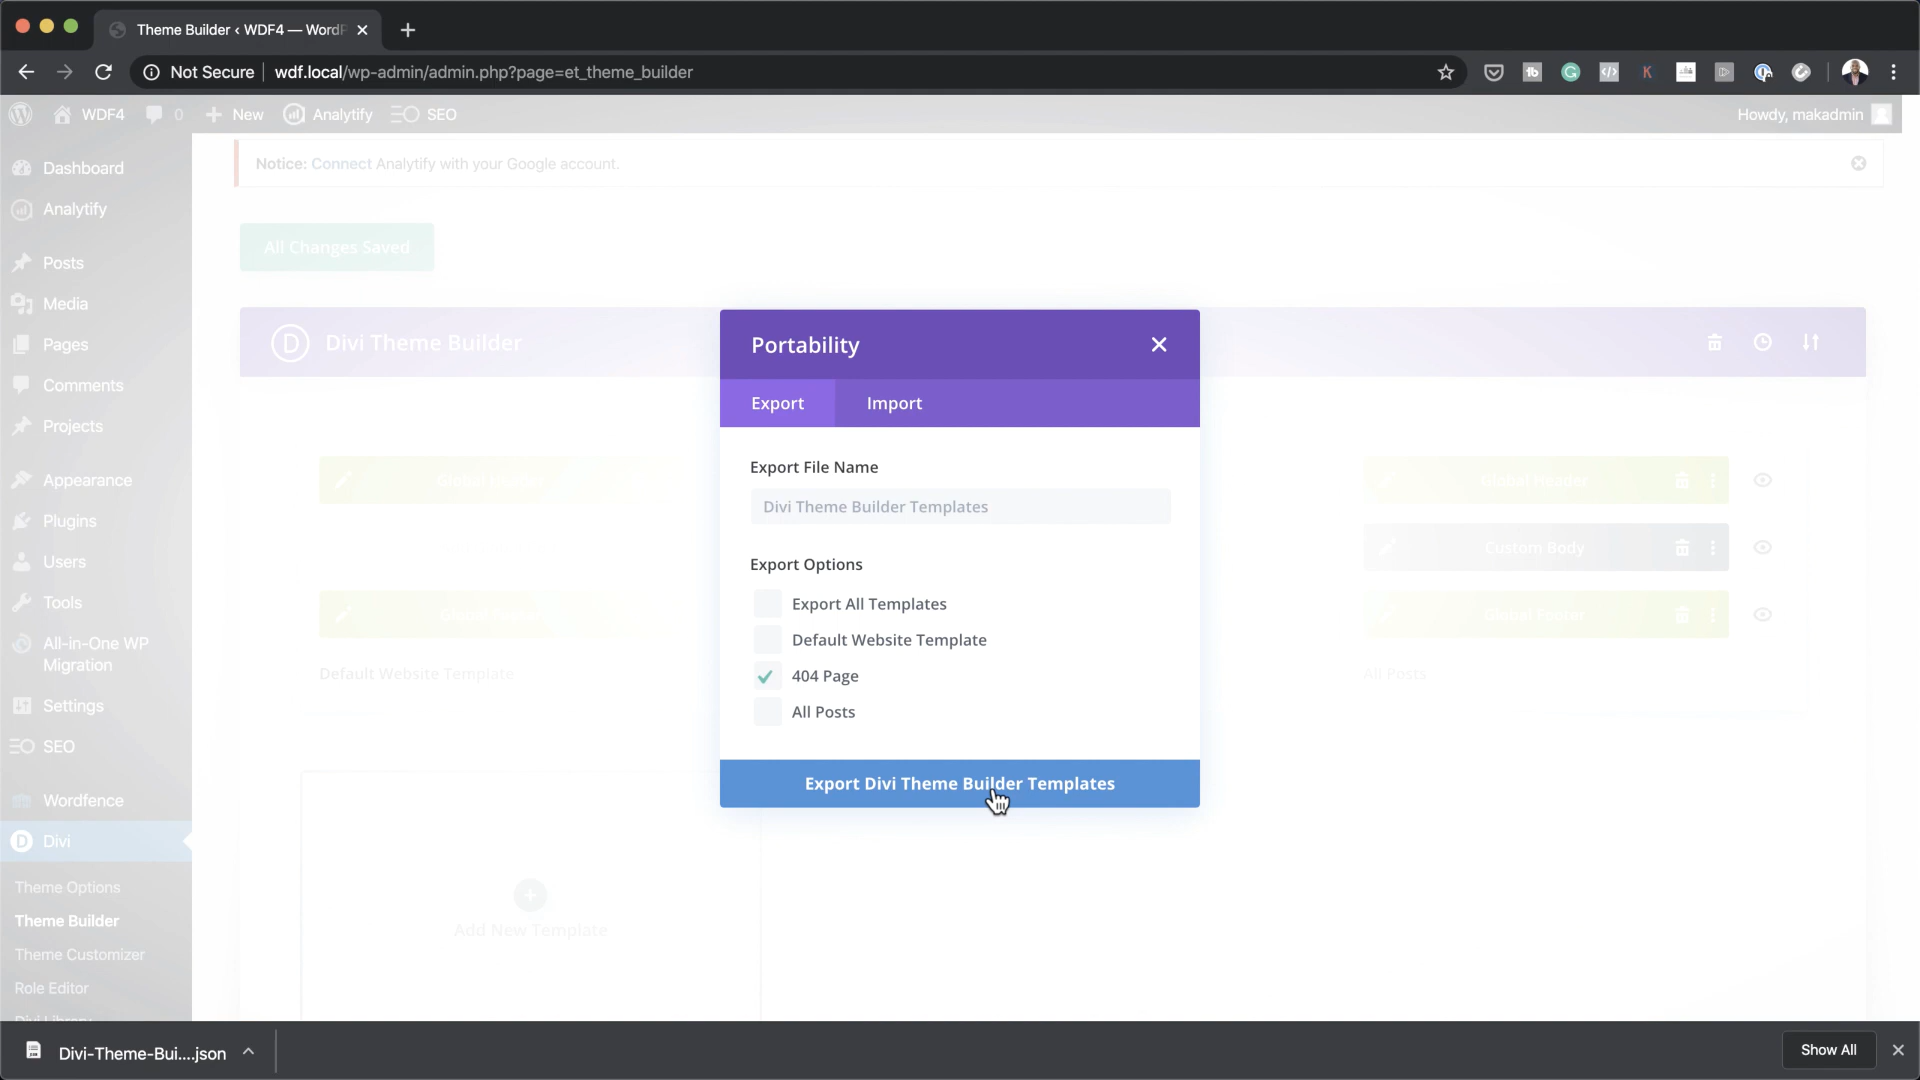 Theme Builder ‹ WDF4 — WordP
Not Secure
wdf.local/wp-admin/admin.php?page=et_theme_builder
WDF4
0
New
Analytify
SEO
Howdy, makadmin
Dashboard
Analytify
Posts
Media
Pages
Comments
Projects
Appearance
Plugins
Users
Tools
All-in-One WP
Migration
Settings
SEO
Wordfence
Divi
Theme Options
Theme Builder
Theme Customizer
Role Editor
Divi Library
Notice: Connect Analytify with your Google account.
All Changes Saved
Divi Theme Builder
Global Header
Default Website Template
Add New Template
Portability
Export
Import
Export File Name
Divi Theme Builder Templates
Export Options
Export All Templates
Default Website Template
404 Page
All Posts
Export Divi Theme Builder Templates
Global Header
Custom Body
Global Footer
All Posts
Divi-Theme-Bui....json
Show All